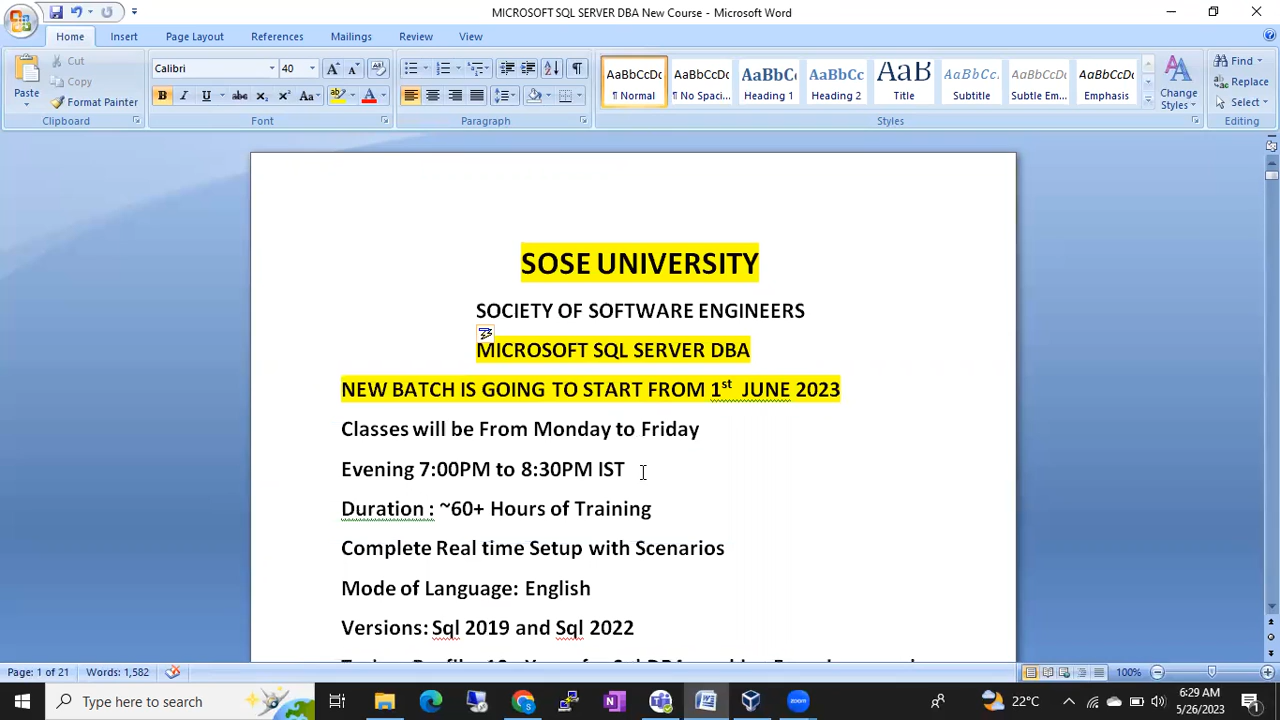 MICROSOFT SQL SERVER DBA New Course - Microsoft Word
Home Insert Page Layout References Mailings Review View
Paste
Cut
Copy
Format Painter
Clipboard
Calibri 40
Font
Paragraph
AaBbCcDc AaBbCcDc AaBbC AaBbCc AaB AaBbCc. AaBbCcDc AaBbCcDc
¶ Normal ¶ No Spaci... Heading 1 Heading 2 Title Subtitle Subtle Em... Emphasis
Change Styles
Styles
Find
Replace
Select
Editing
SOSE UNIVERSITY
SOCIETY OF SOFTWARE ENGINEERS
MICROSOFT SQL SERVER DBA
NEW BATCH IS GOING TO START FROM 1st JUNE 2023
Classes will be From Monday to Friday
Evening 7:00PM to 8:30PM IST
Duration : ~60+ Hours of Training
Complete Real time Setup with Scenarios
Mode of Language: English
Versions: Sql 2019 and Sql 2022
Page: 1 of 21 Words: 1,582 100%
Type here to search
22°C
6:29 AM
5/26/2023